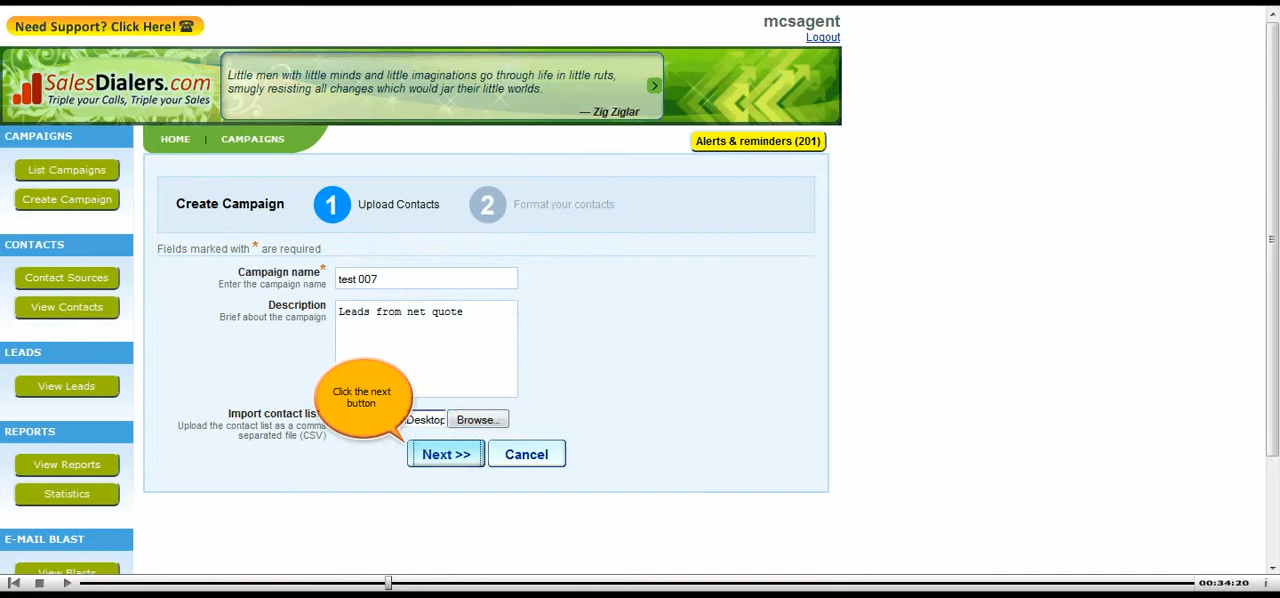 Need Support? Click Here!
mcsagent
Logout
SalesDialers.com
Triple your Calls, Triple your Sales
Little men with little minds and little imaginations go through life in little ruts,
smugly resisting all changes which would jar their little worlds.
— Zig Ziglar
CAMPAIGNS
HOME | CAMPAIGNS
Alerts & reminders (201)
List Campaigns
Create Campaign
Create Campaign 1 Upload Contacts 2 Format your contacts
CONTACTS
Fields marked with * are required
Contact Sources
Campaign name* test 007
Enter the campaign name
View Contacts
Description Leads from net quote
Brief about the campaign
LEADS
View Leads
Click the next
button
REPORTS
Import contact lis Desktop Browse...
Upload the contact list as a comma
separated file (CSV)
Next >> Cancel
View Reports
Statistics
E-MAIL BLAST
View Blasts
00:34:20
i